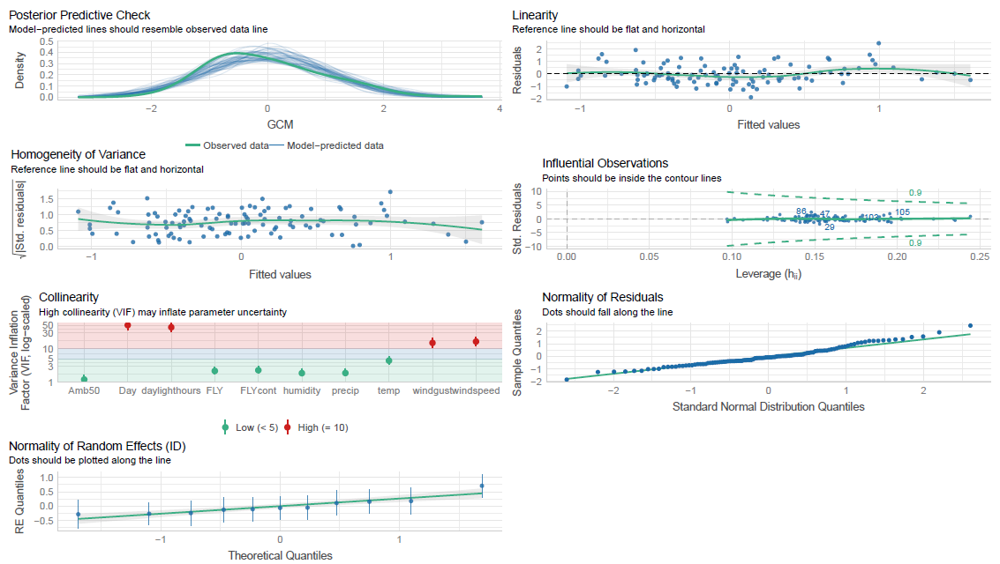 Posterior Predictive Check
Model−predicted lines should resemble observed data line
Density
0.5
0.4
0.3
0.2
0.1
0.0
−2
0
2
4
GCM
Observed data
Model−predicted data
Linearity
Reference line should be flat and horizontal
Residuals
2
1
0
−1
−2
−1
0
1
Fitted values
Homogeneity of Variance
Reference line should be flat and horizontal
√|Std. residuals|
1.5
1.0
0.5
0.0
−1
0
1
Fitted values
Influential Observations
Points should be inside the contour lines
Std. Residuals
10
5
0
−5
−10
0.9
86
47
102
105
29
0.9
0.00
0.05
0.10
0.15
0.20
0.25
Leverage (hii)
Collinearity
High collinearity (VIF) may inflate parameter uncertainty
Variance Inflation
Factor (VIF, log−scaled)
50
30
10
5
3
1
Amb50
Day
daylighthours
FLY
FLYcont
humidity
precip
temp
windgust
windspeed
Low (< 5)
High (= 10)
Normality of Residuals
Dots should fall along the line
Sample Quantiles
2
1
0
−1
−2
−2
−1
0
1
2
Standard Normal Distribution Quantiles
Normality of Random Effects (ID)
Dots should be plotted along the line
RE Quantiles
1.0
0.5
0.0
−0.5
−1
0
1
Theoretical Quantiles